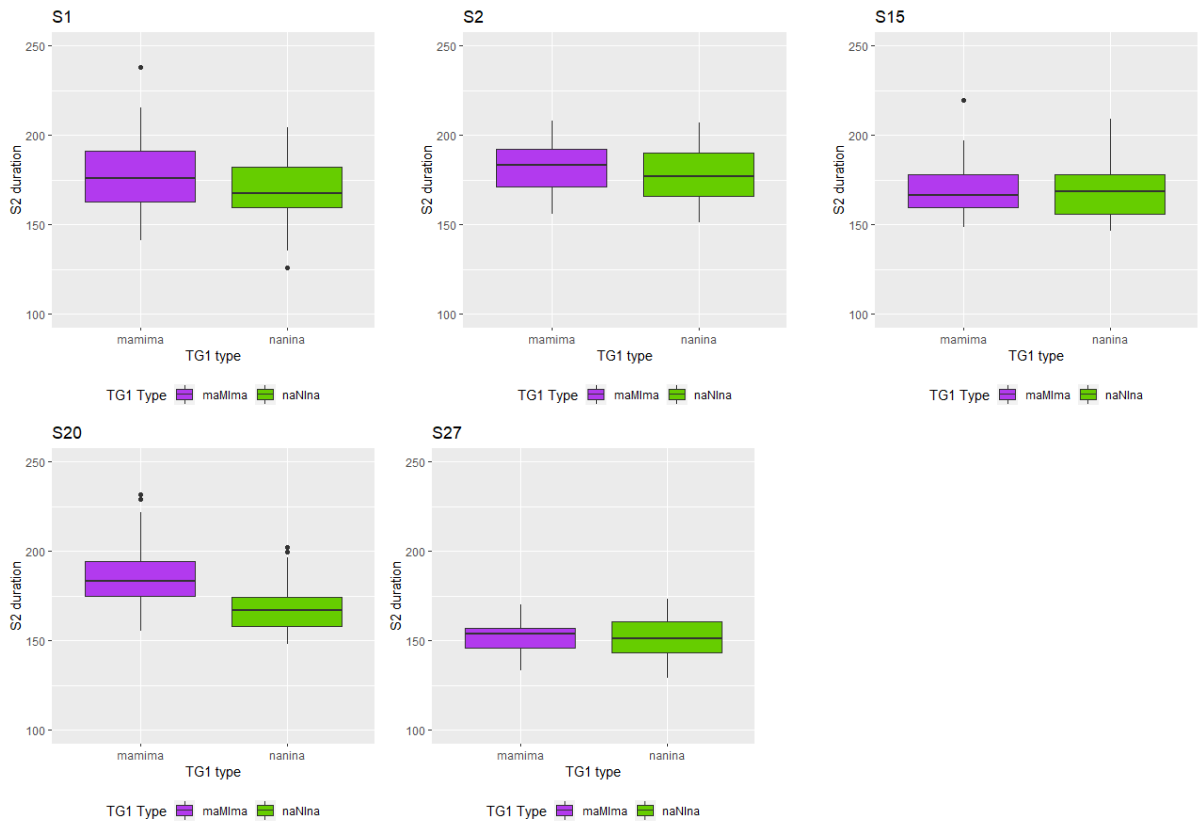 S1
250
200
150
100
S2 duration
mamima
nanina
TG1 type
TG1 Type maMIma naNIna
S2
250
200
150
100
S2 duration
mamima
nanina
TG1 type
TG1 Type maMIma naNIna
S15
250
200
150
100
S2 duration
mamima
nanina
TG1 type
TG1 Type maMIma naNIna
S20
250
200
150
100
S2 duration
mamima
nanina
TG1 type
TG1 Type maMIma naNIna
S27
250
200
150
100
S2 duration
mamima
nanina
TG1 type
TG1 Type maMIma naNIna